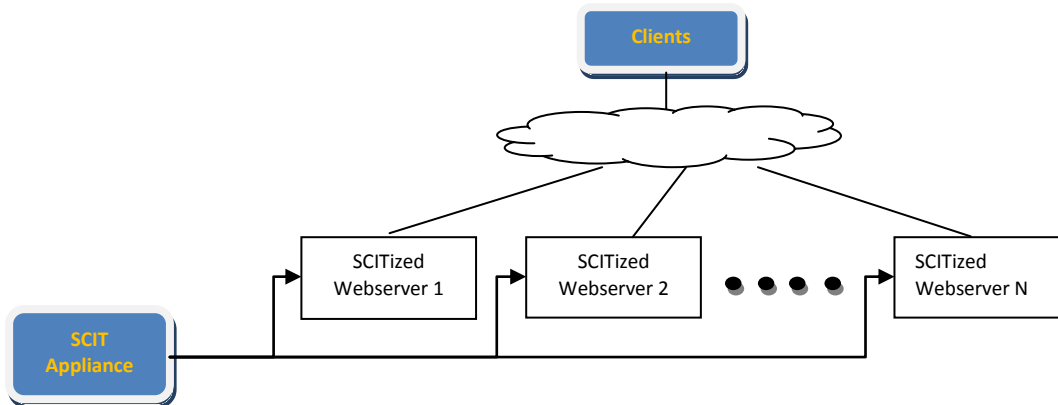 Clients
SCITized
Webserver 1
SCITized
Webserver 2
SCITized
Webserver N
SCIT
Appliance